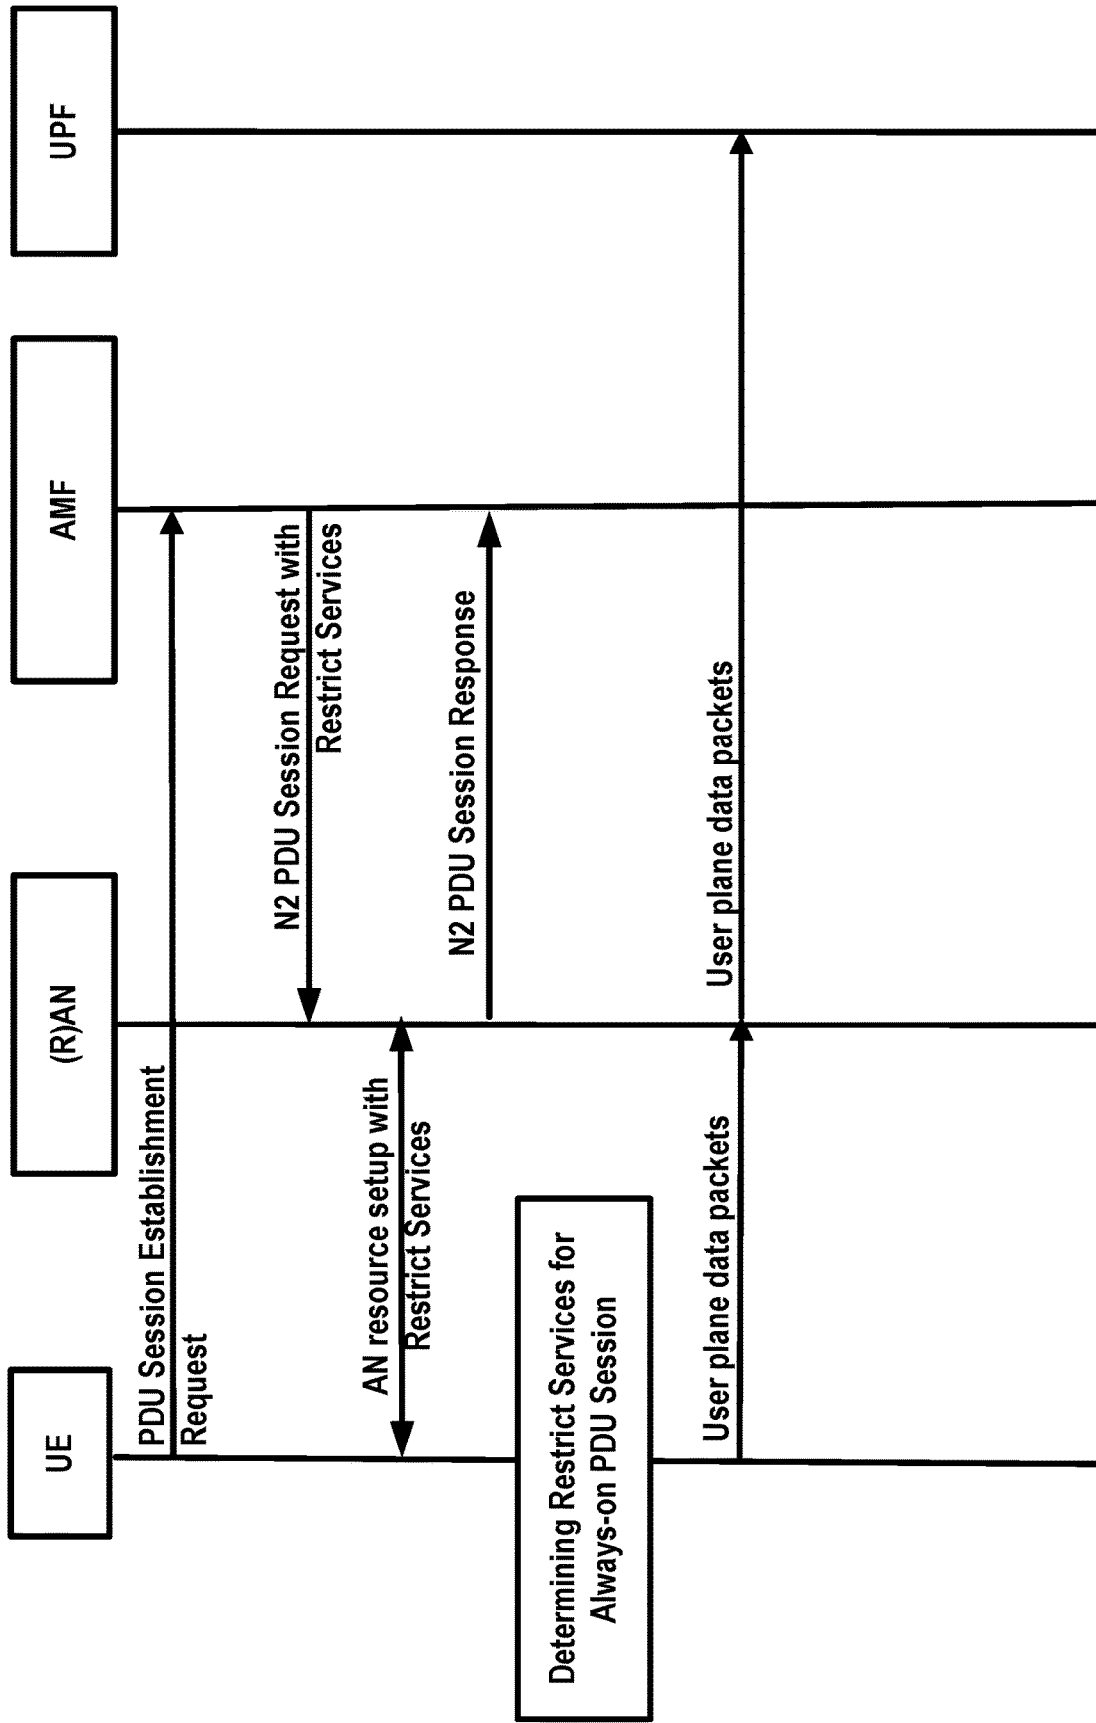 UE
(R)AN
AMF
UPF
PDU Session Establishment
Request
N2 PDU Session Request with
Restrict Services
AN resource setup with
Restrict Services
N2 PDU Session Response
Determining Restrict Services for
Always-on PDU Session
User plane data packets
User plane data packets